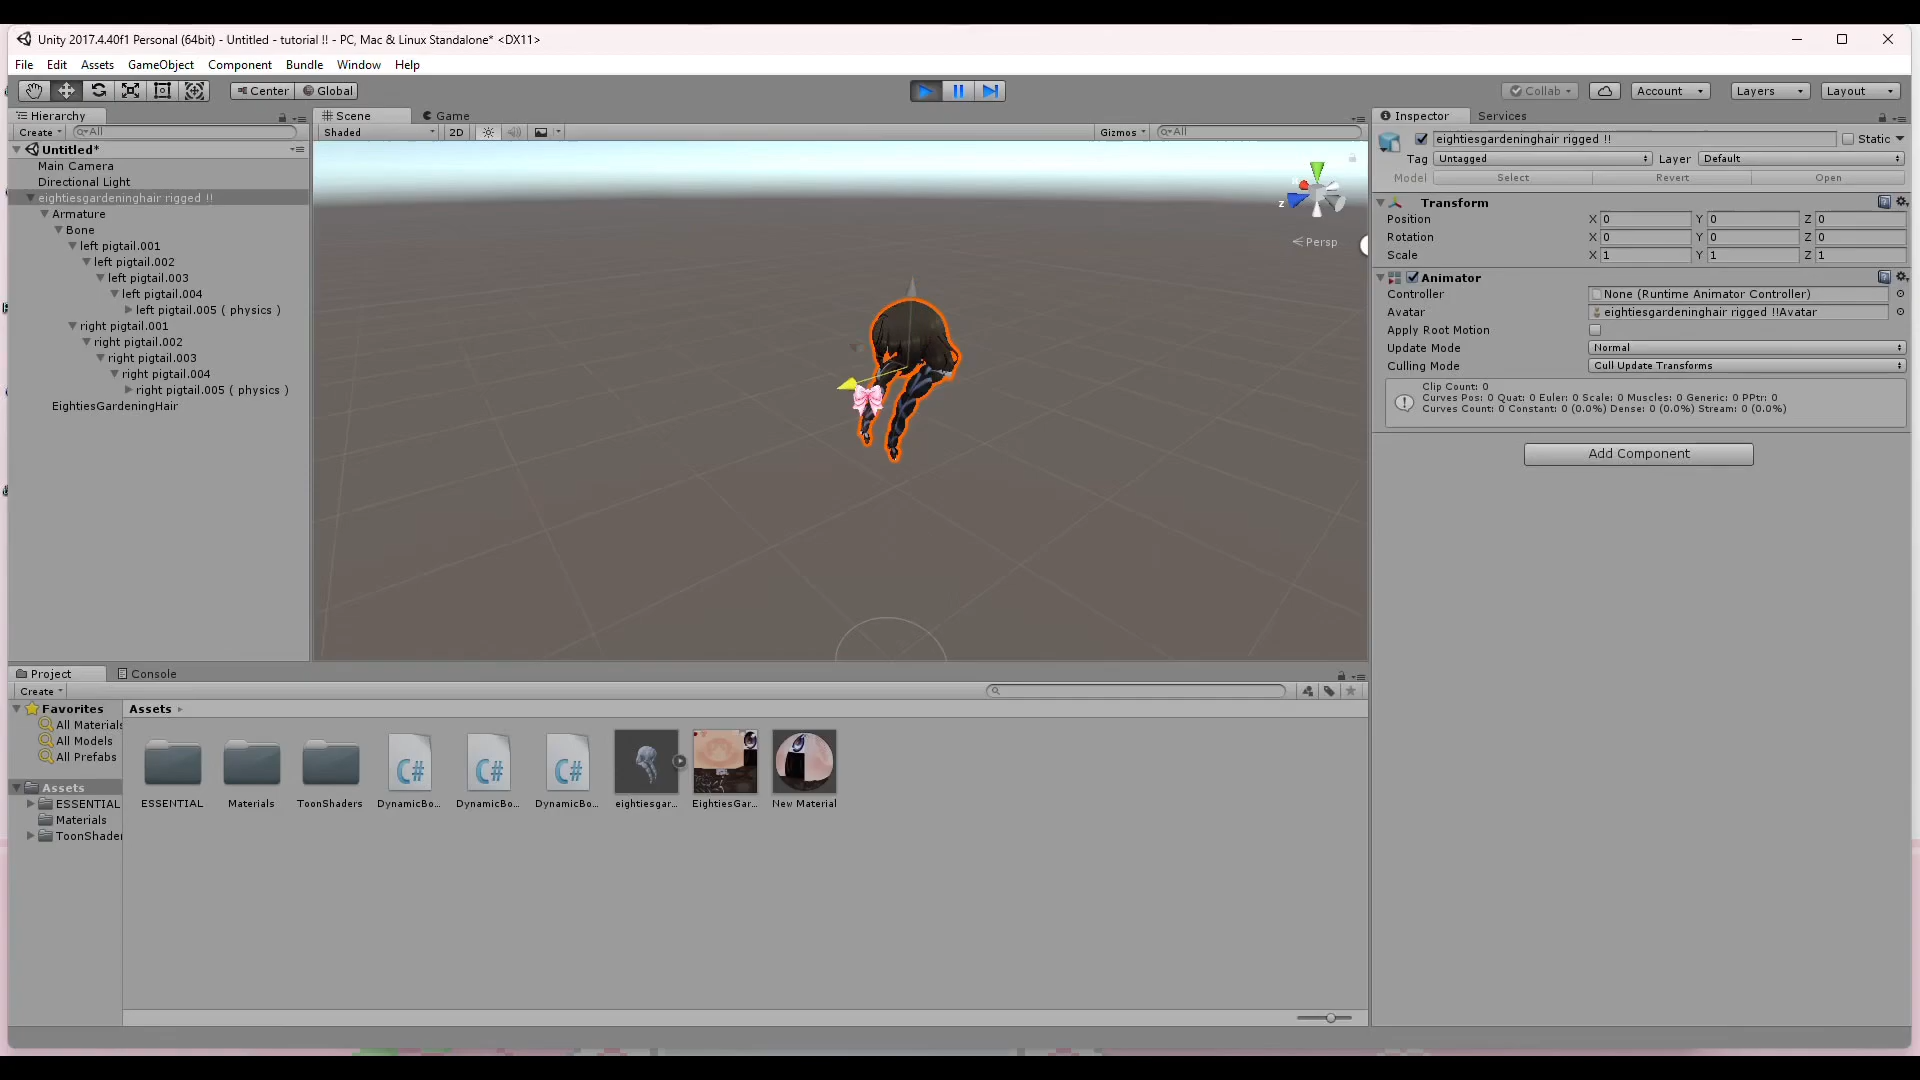 Unity 2017.4.40f1 Personal (64bit) - Untitled - tutorial !! - PC, Mac & Linux Standalone* <DX11>
File Edit Assets GameObject Component Bundle Window Help
Center Global Collab Account Layers Layout
Hierarchy
Create All
Untitled*
Main Camera
Directional Light
eightiesgardeninghair rigged !!
Armature
Bone
left pigtail.001
left pigtail.002
left pigtail.003
left pigtail.004
left pigtail.005 ( physics )
right pigtail.001
right pigtail.002
right pigtail.003
right pigtail.004
right pigtail.005 ( physics )
EightiesGardeningHair
Scene Game
Shaded 2D Gizmos All
z
Persp
Inspector Services
eightiesgardeninghair rigged !! Static
Tag Untagged Layer Default
Model Select Revert Open
Transform
Position X 0 Y 0 Z 0
Rotation X 0 Y 0 Z 0
Scale X 1 Y 1 Z 1
Animator
Controller None (Runtime Animator Controller)
Avatar eightiesgardeninghair rigged !!Avatar
Apply Root Motion
Update Mode Normal
Culling Mode Cull Update Transforms
Clip Count: 0
Curves Pos: 0 Quat: 0 Euler: 0 Scale: 0 Muscles: 0 Generic: 0 PPtr: 0
Curves Count: 0 Constant: 0 (0.0%) Dense: 0 (0.0%) Stream: 0 (0.0%)
Add Component
Project Console
Create
Favorites
All Materials
All Models
All Prefabs
Assets
ESSENTIAL
Materials
ToonShader
Assets
C# C# C#
ESSENTIAL Materials ToonShaders DynamicBo... DynamicBo... DynamicBo... eightiesgar... EightiesGar... New Material